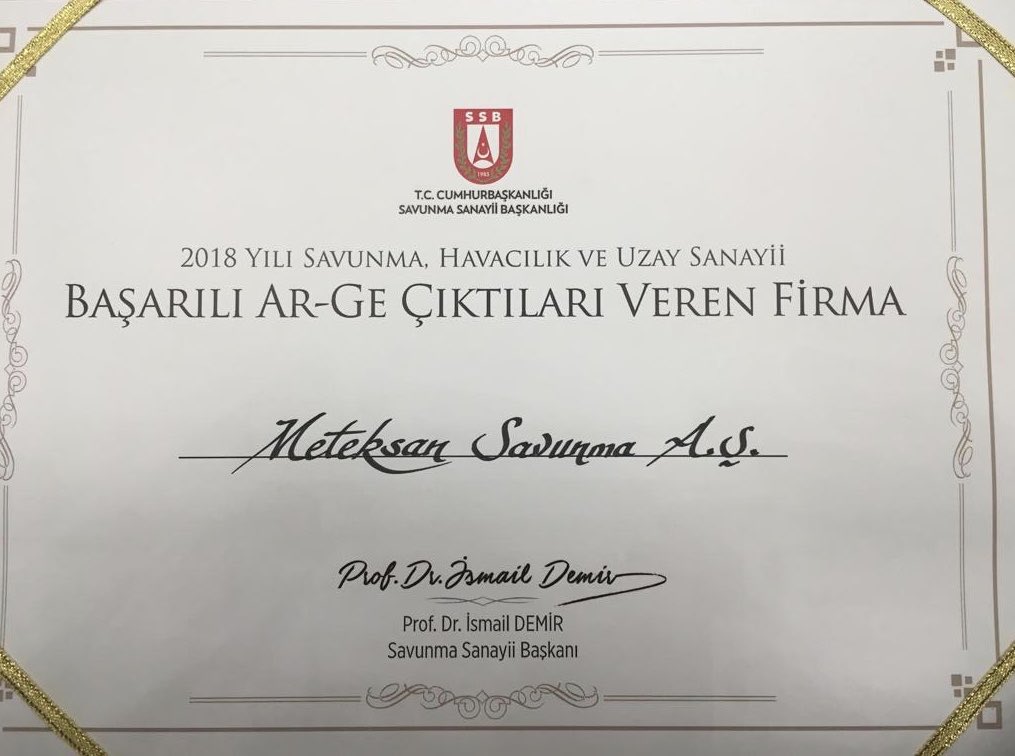 SSB
1985
T.C. CUMHURBAŞKANLIĞI
SAVUNMA SANAYİİ BAŞKANLIĞI
2018 YILI SAVUNMA, HAVACILIK VE UZAY SANAYİİ
BAŞARILI AR-GE ÇIKTILARI VEREN FİRMA
Meteksan Savunma A.Ş.
Prof. Dr. İsmail Demir
Prof. Dr. İsmail DEMİR
Savunma Sanayii Başkanı